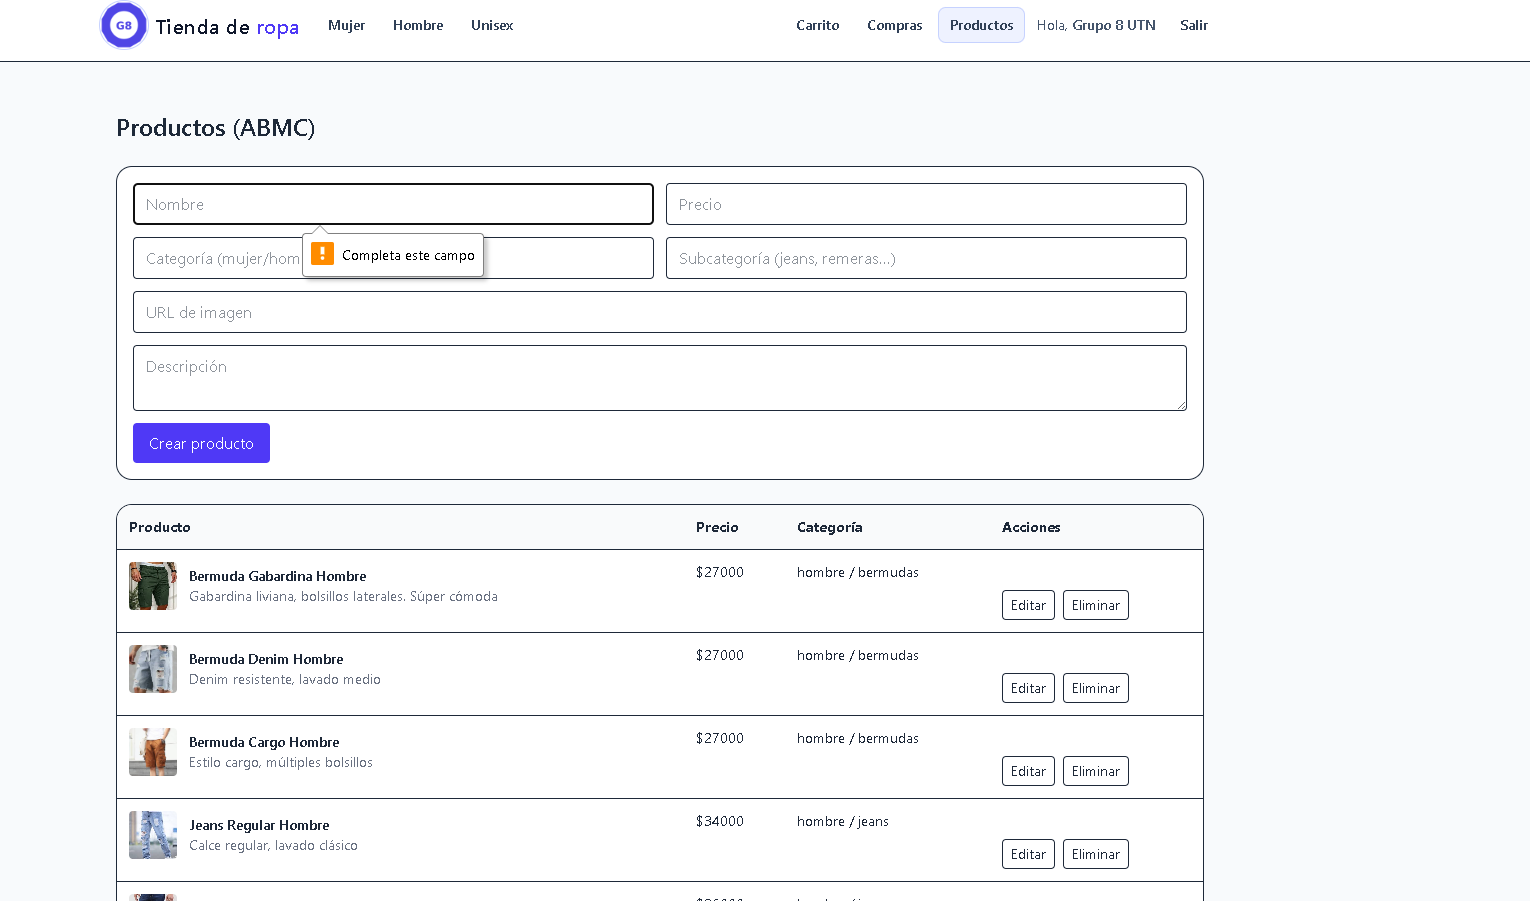 G8 Tienda de ropa Mujer Hombre Unisex Carrito Compras Productos Hola, Grupo 8 UTN Salir
Productos (ABMC)
Nombre Precio
Categoría (mujer/hom Subcategoría (jeans, remeras...)
! Completa este campo
URL de imagen
Descripción
Crear producto
Producto Precio Categoría Acciones
Bermuda Gabardina Hombre $27000 hombre / bermudas
Gabardina liviana, bolsillos laterales. Súper cómoda
Editar Eliminar
Bermuda Denim Hombre $27000 hombre / bermudas
Denim resistente, lavado medio
Editar Eliminar
Bermuda Cargo Hombre $27000 hombre / bermudas
Estilo cargo, múltiples bolsillos
Editar Eliminar
Jeans Regular Hombre $34000 hombre / jeans
Calce regular, lavado clásico
Editar Eliminar